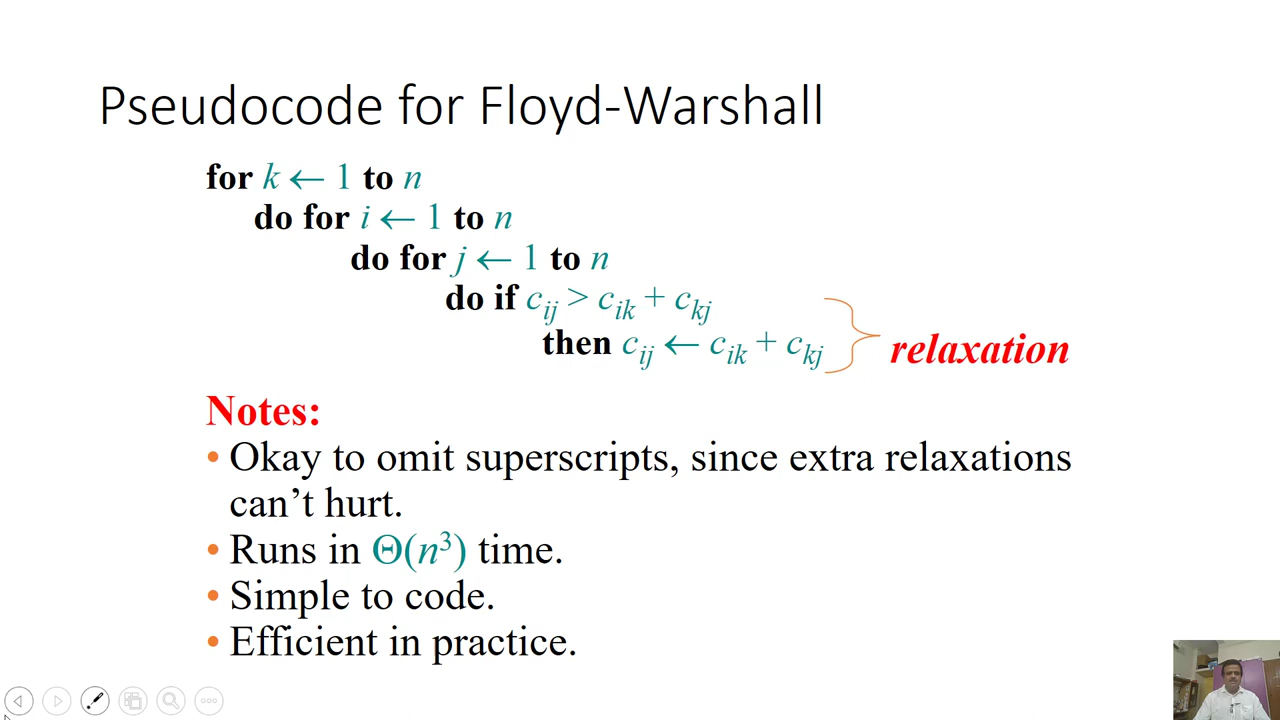 Pseudocode for Floyd-Warshall
for k ← 1 to n
do for i ← 1 to n
do for j ← 1 to n
do if cij > cik + ckj
then cij ← cik + ckj
relaxation
Notes:
• Okay to omit superscripts, since extra relaxations
can’t hurt.
• Runs in Θ(n³) time.
• Simple to code.
• Efficient in practice.